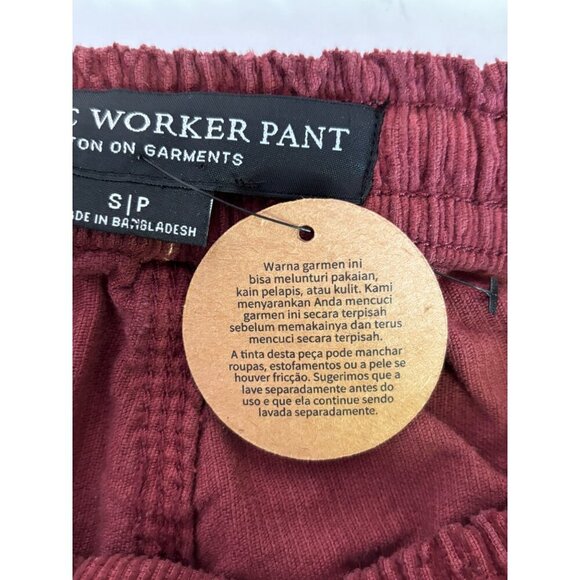 WORKER PANT
TON ON GARMENTS
S|P
DE IN BANGLADESH
Warna garmen ini
bisa melunturi pakaian,
kain pelapis, atau kulit. Kami
menyarankan Anda mencuci
garmen ini secara terpisah
sebelum memakainya dan terus
mencuci secara terpisah.
A tinta desta peça pode manchar
roupas, estofamentos ou a pele se
houver fricção. Sugerimos que a
lave separadamente antes do
uso e que ela continue sendo
lavada separadamente.